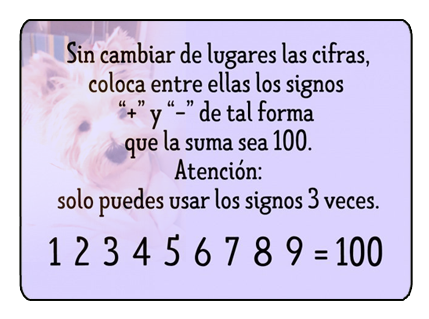 Sin cambiar de lugares las cifras,
coloca entre ellas los signos
“+” y “–” de tal forma
que la suma sea 100.
Atención:
solo puedes usar los signos 3 veces.
1 2 3 4 5 6 7 8 9 = 100